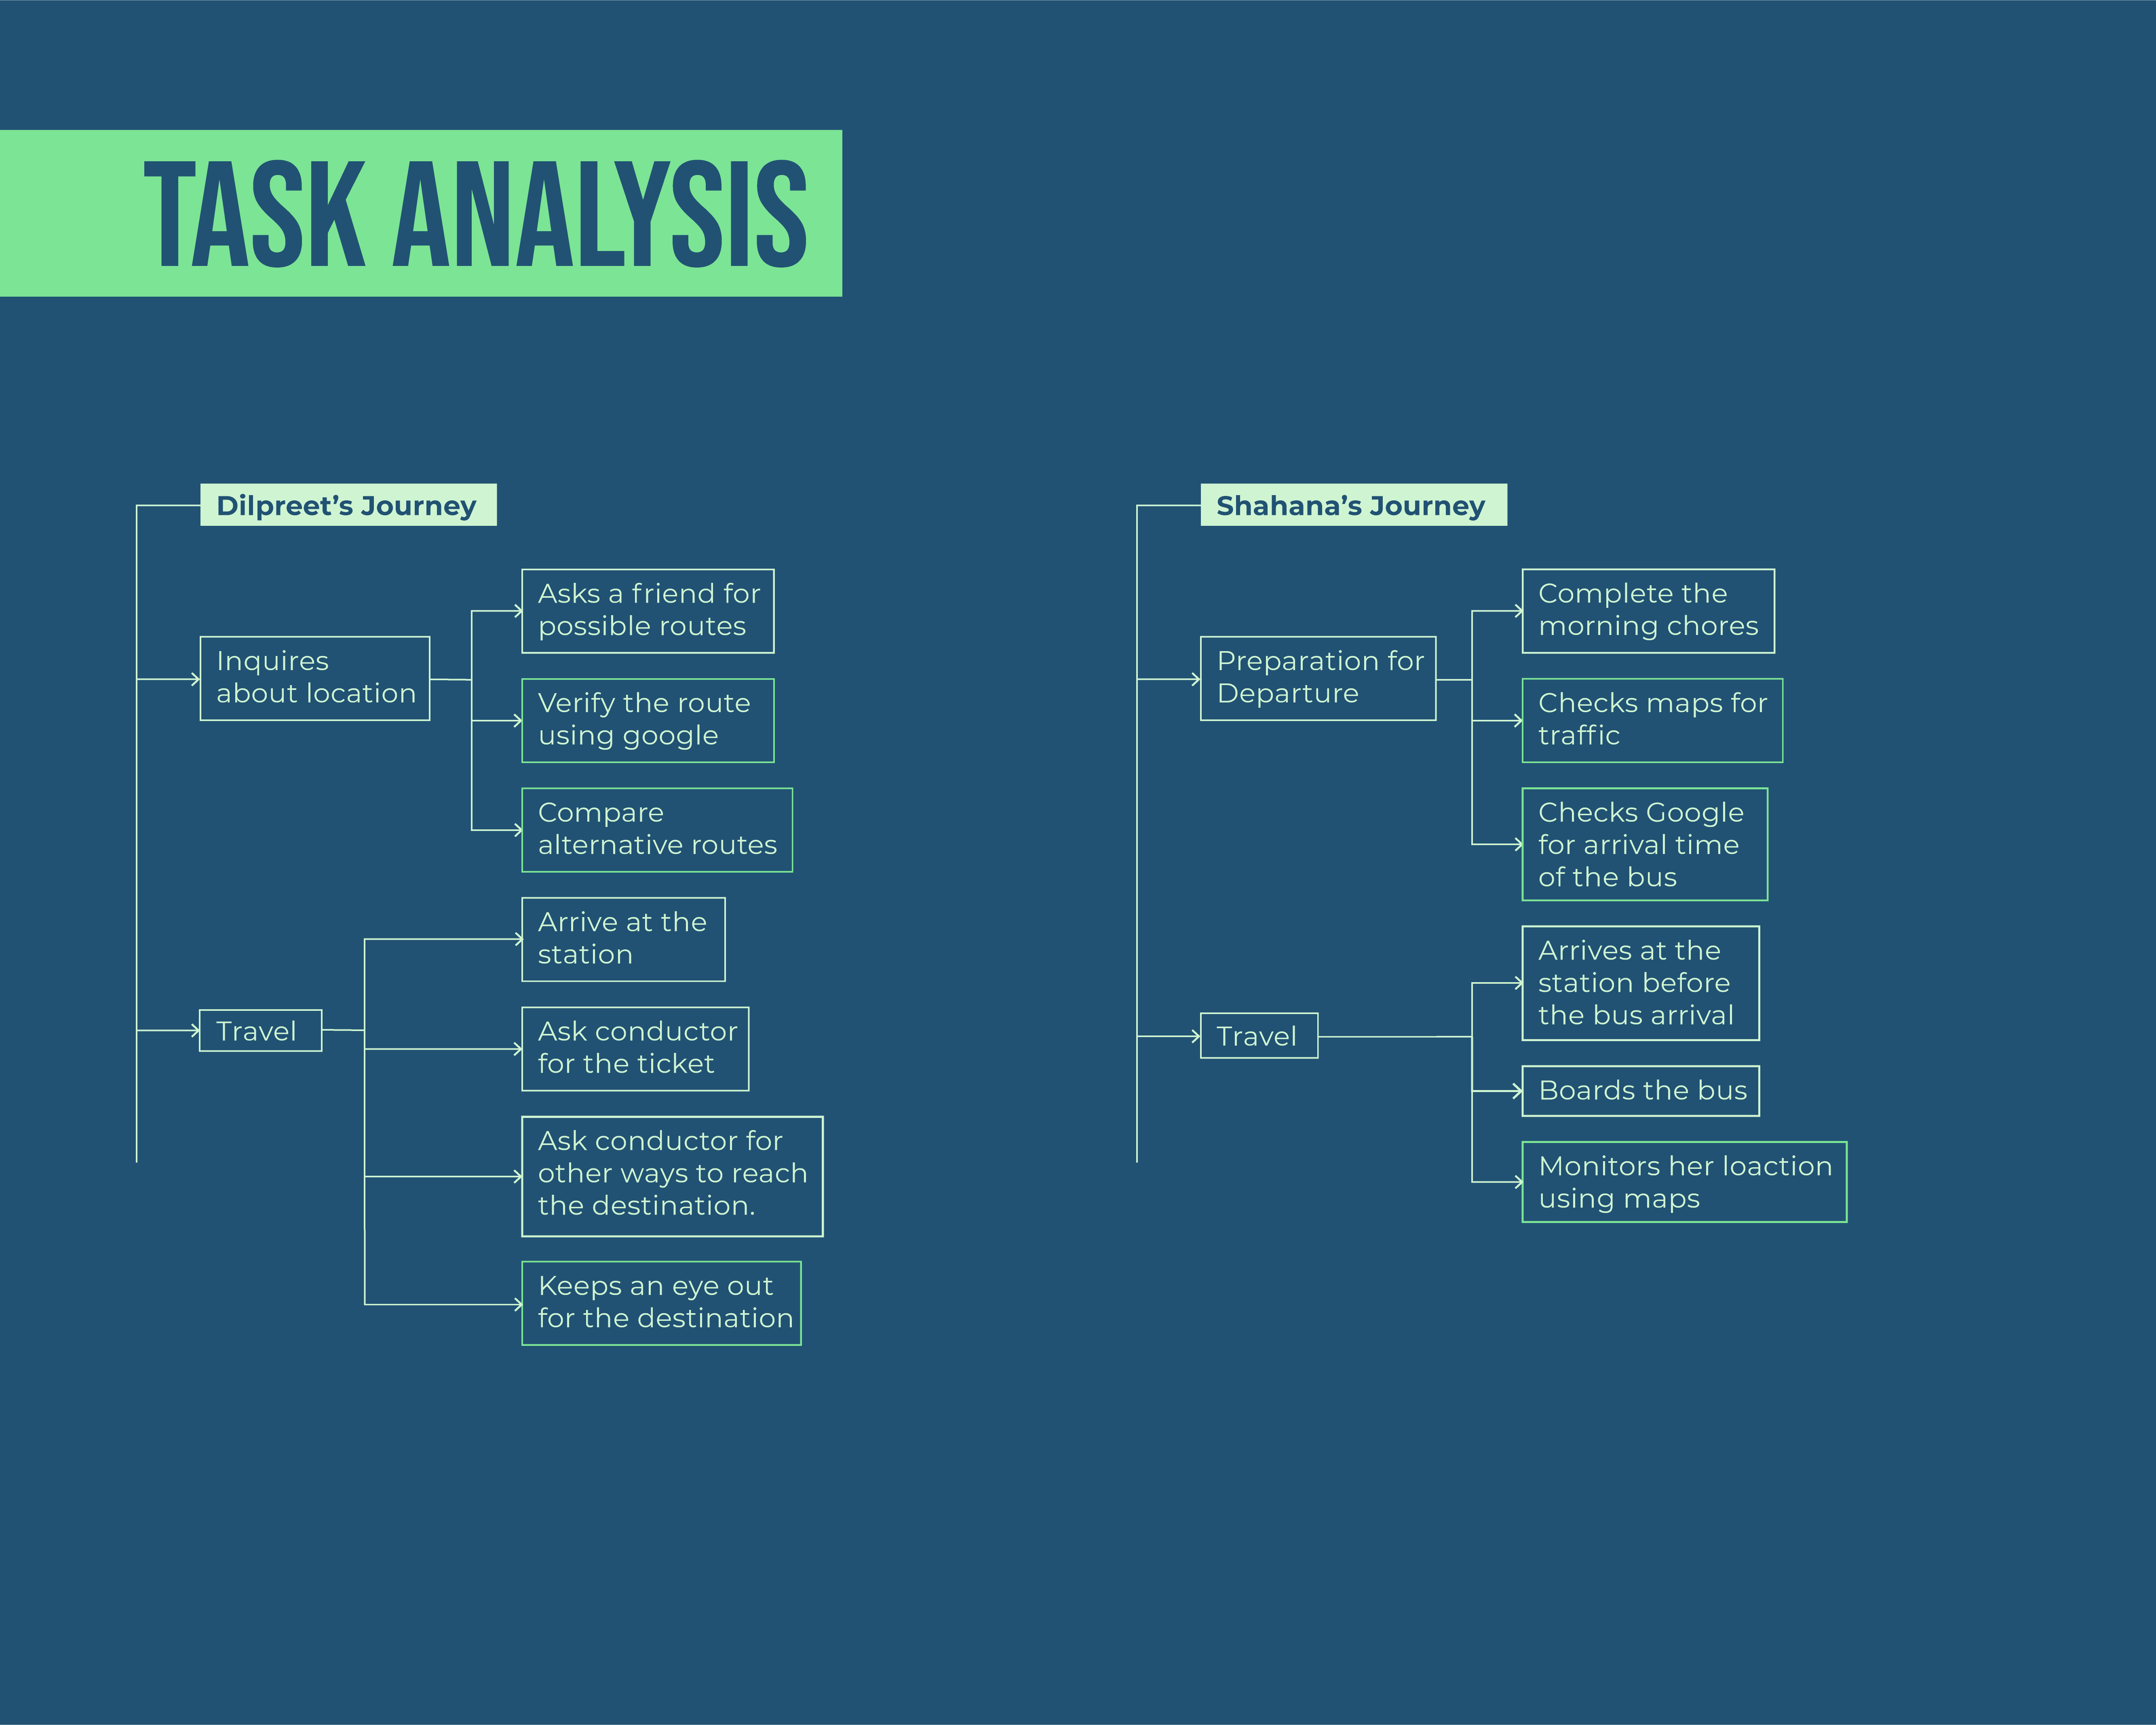 TASK ANALYSIS
Dilpreet’s Journey
Inquires
about location
Asks a friend for
possible routes
Verify the route
using google
Compare
alternative routes
Travel
Arrive at the
station
Ask conductor
for the ticket
Ask conductor for
other ways to reach
the destination.
Keeps an eye out
for the destination
Shahana’s Journey
Preparation for
Departure
Complete the
morning chores
Checks maps for
traffic
Checks Google
for arrival time
of the bus
Travel
Arrives at the
station before
the bus arrival
Boards the bus
Monitors her loaction
using maps